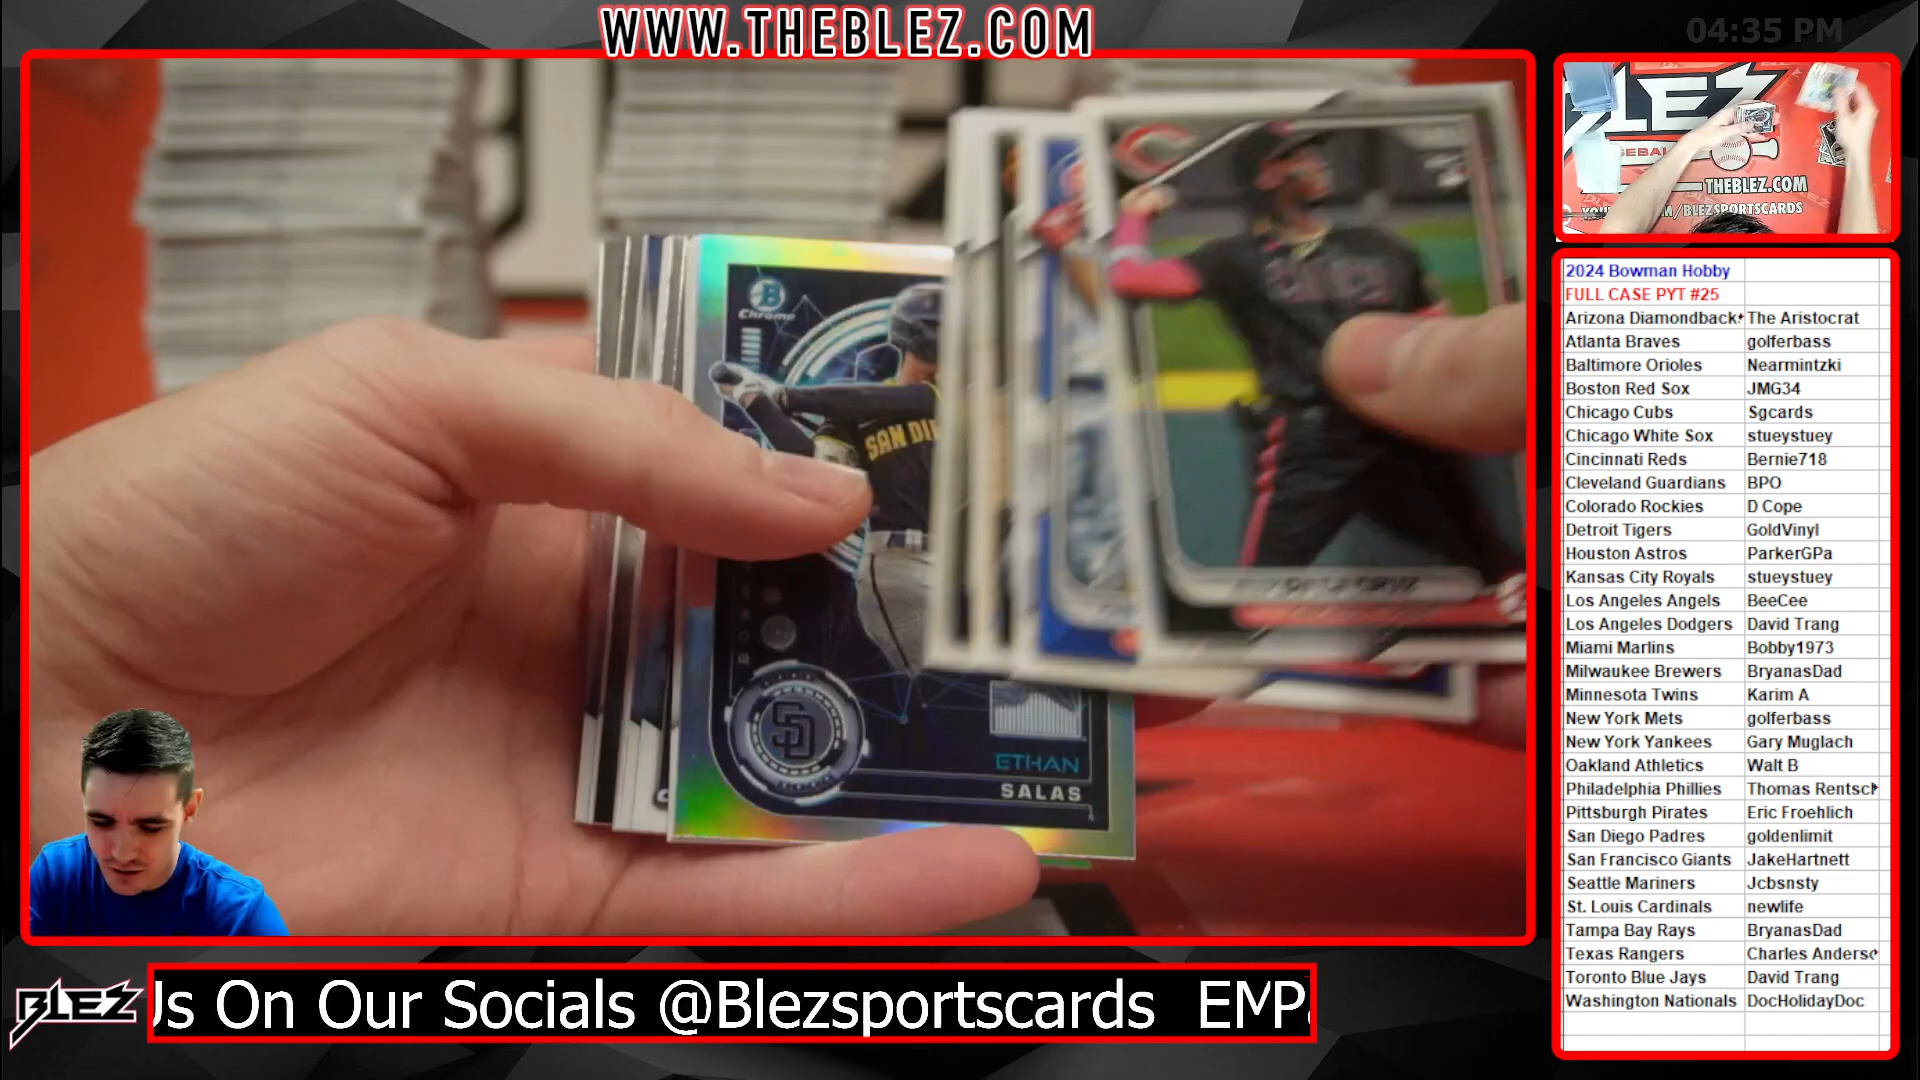 WWW.THEBLEZ.COM
04:35 PM
BLEZ
THEBLEZ.COM
/BLEZSPORTSCARDS
2024 Bowman Hobby
FULL CASE PYT #25
Arizona Diamondback The Aristocrat
Atlanta Braves golferbass
Baltimore Orioles Nearmintzki
Boston Red Sox JMG34
Chicago Cubs Sgcards
Chicago White Sox stueystuey
Cincinnati Reds Bernie718
Cleveland Guardians BPO
Colorado Rockies D Cope
Detroit Tigers GoldVinyl
Houston Astros ParkerGPa
Kansas City Royals stueystuey
Los Angeles Angels BeeCee
Los Angeles Dodgers David Trang
Miami Marlins Bobby1973
Milwaukee Brewers BryanasDad
Minnesota Twins Karim A
New York Mets golferbass
New York Yankees Gary Muglach
Oakland Athletics Walt B
Philadelphia Phillies Thomas Rentscl
Pittsburgh Pirates Eric Froehlich
San Diego Padres goldenlimit
San Francisco Giants JakeHartnett
Seattle Mariners Jcbsnsty
St. Louis Cardinals newlife
Tampa Bay Rays BryanasDad
Texas Rangers Charles Anders
Toronto Blue Jays David Trang
Washington Nationals DocHolidayDoc
B
Chrome
SAN DI
SD
ETHAN
SALAS
BLEZ
Us On Our Socials @Blezsportscards EMP